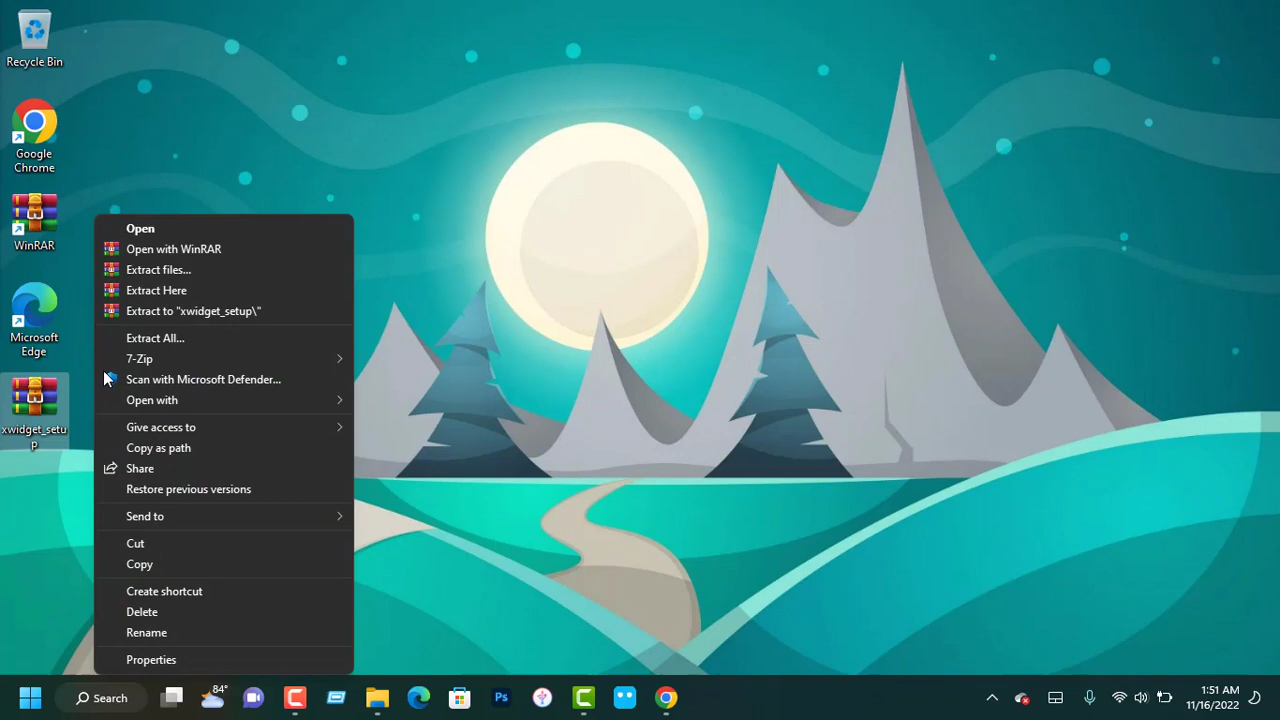 Recycle Bin
Google
Chrome
WinRAR
Microsoft
Edge
xwidget_setu
p
Open
Open with WinRAR
Extract files...
Extract Here
Extract to "xwidget_setup\"
Extract All...
7-Zip
Scan with Microsoft Defender...
Open with
Give access to
Copy as path
Share
Restore previous versions
Send to
Cut
Copy
Create shortcut
Delete
Rename
Properties
Search
84°
Ps
1:51 AM
11/16/2022